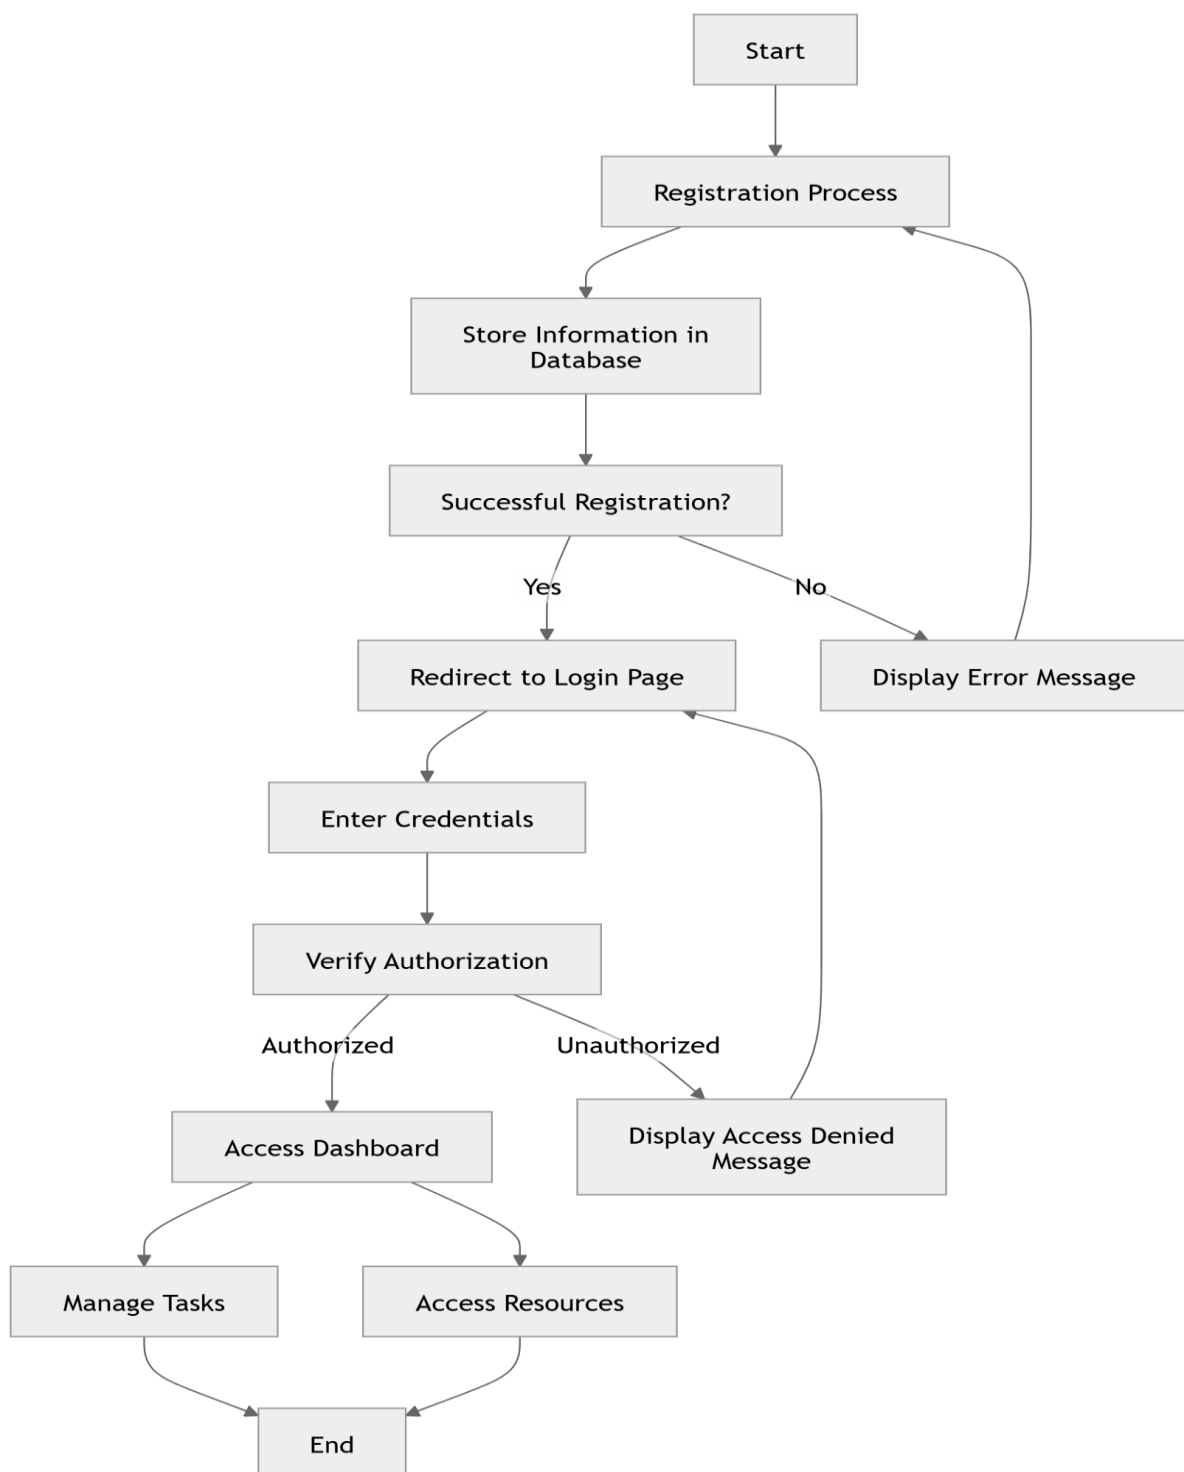 Start
Registration Process
Store Information in
Database
Successful Registration?
Yes
No
Redirect to Login Page
Display Error Message
Enter Credentials
Verify Authorization
Authorized
Unauthorized
Access Dashboard
Display Access Denied
Message
Manage Tasks
Access Resources
End